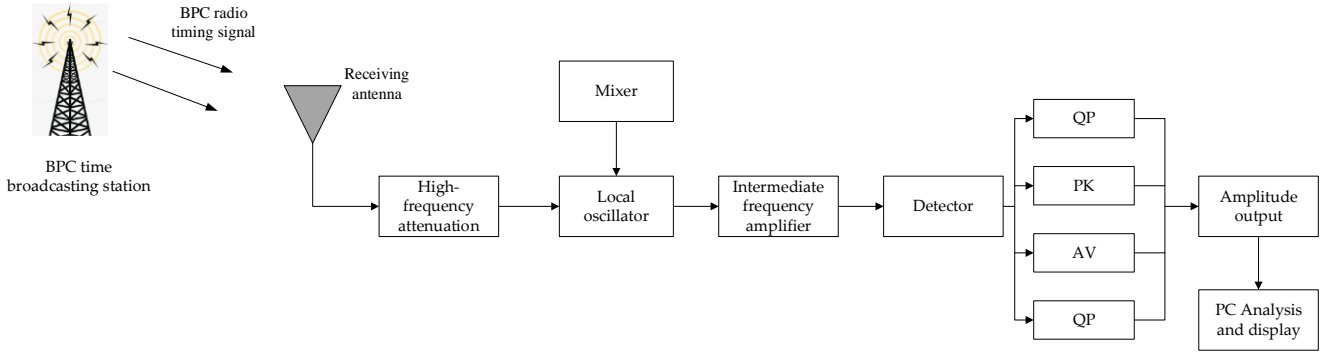 BPC radio
timing signal
BPC time
broadcasting station
Receiving
antenna
High-
frequency
attenuation
Mixer
Local
oscillator
Intermediate
frequency
amplifier
Detector
QP
PK
AV
QP
Amplitude
output
PC Analysis
and display